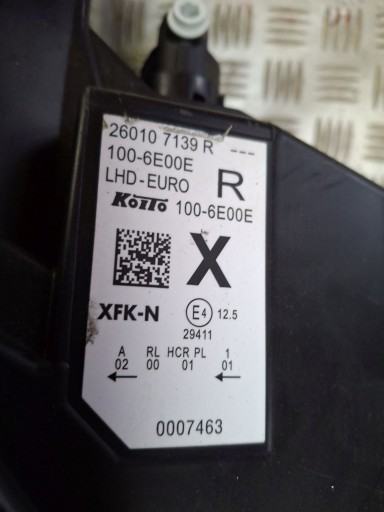 26010 7139 R ---
100-6E00E
LHD-EURO R
KOITO 100-6E00E
X
XFK-N E4 12.5
29411
A RL HCR PL 1
02 00 01 01
0007463